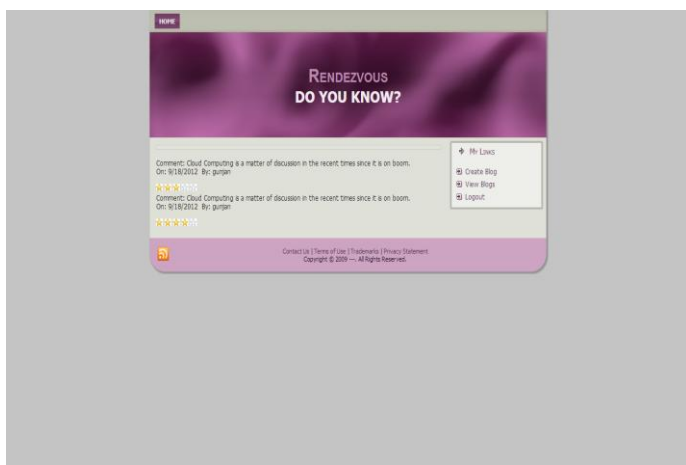 HOME
RENDEZVOUS
DO YOU KNOW?
Comment: Cloud Computing is a matter of discussion in the recent times since it is on boom.
On: 9/18/2012 By: gunjan
Comment: Cloud Computing is a matter of discussion in the recent times since it is on boom.
On: 9/18/2012 By: gunjan
My Links
Create Blog
View Blogs
Logout
Contact Us | Terms of Use | Trademarks | Privacy Statement
Copyright © 2009 ---. All Rights Reserved.